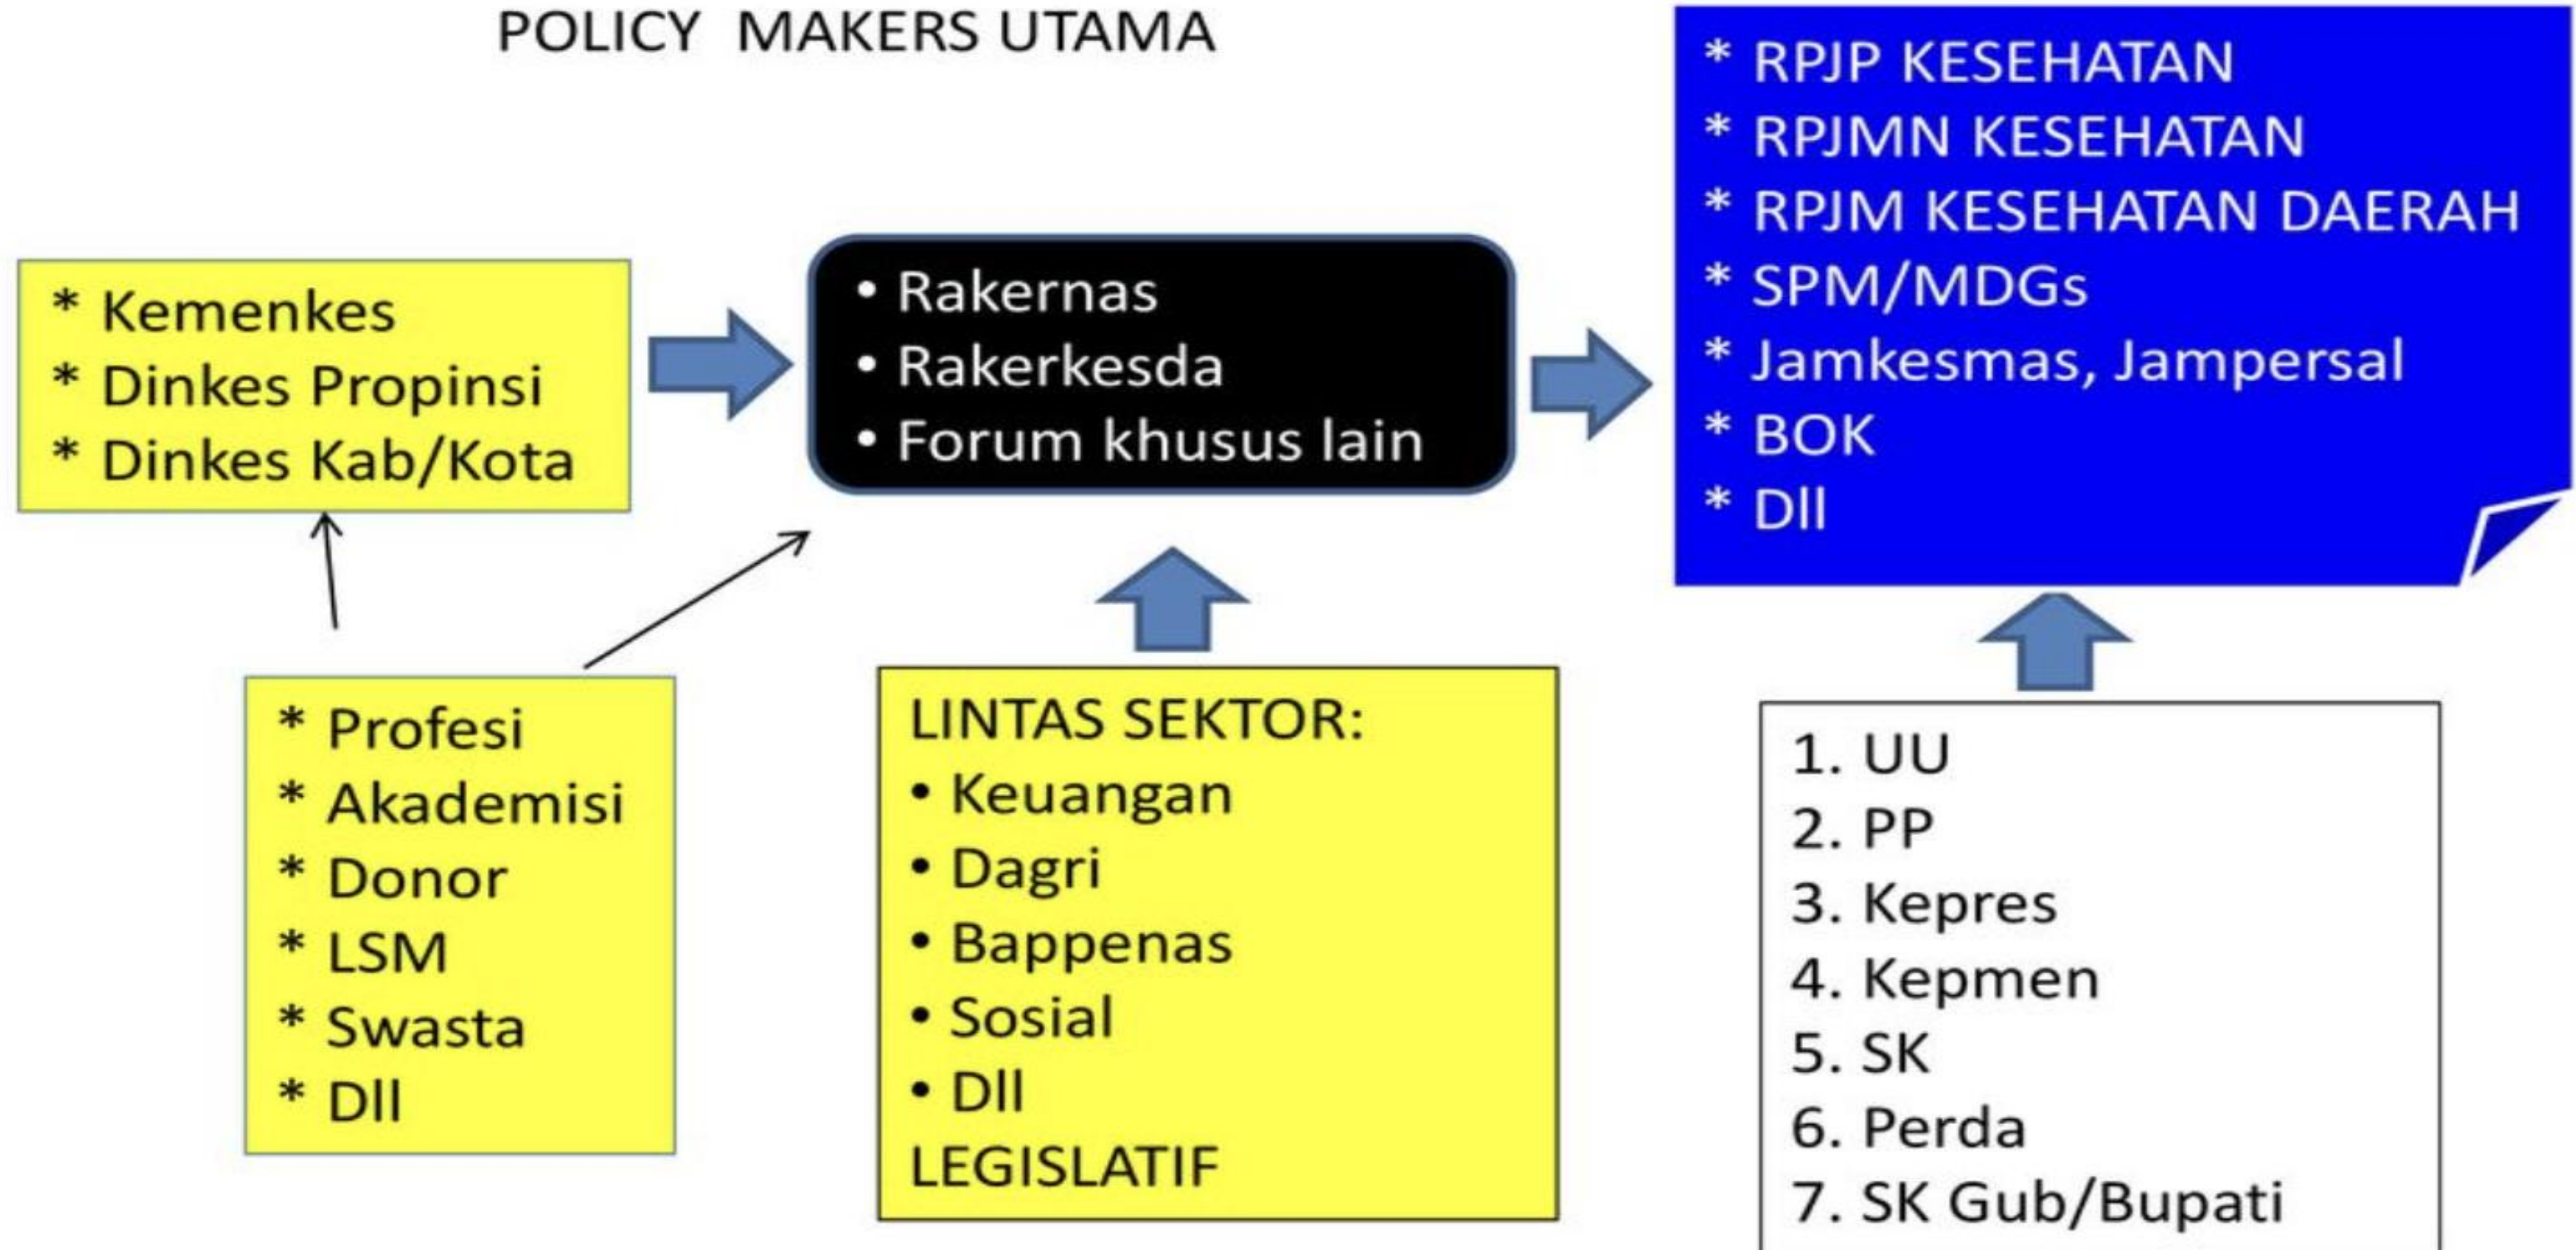 POLICY MAKERS UTAMA
* Kemenkes
* Dinkes Propinsi
* Dinkes Kab/Kota
• Rakernas
• Rakerkesda
• Forum khusus lain
* RPJP KESEHATAN
* RPJMN KESEHATAN
* RPJM KESEHATAN DAERAH
* SPM/MDGs
* Jamkesmas, Jampersal
* BOK
* Dll
* Profesi
* Akademisi
* Donor
* LSM
* Swasta
* Dll
LINTAS SEKTOR:
• Keuangan
• Dagri
• Bappenas
• Sosial
• Dll
LEGISLATIF
1. UU
2. PP
3. Kepres
4. Kepmen
5. SK
6. Perda
7. SK Gub/Bupati